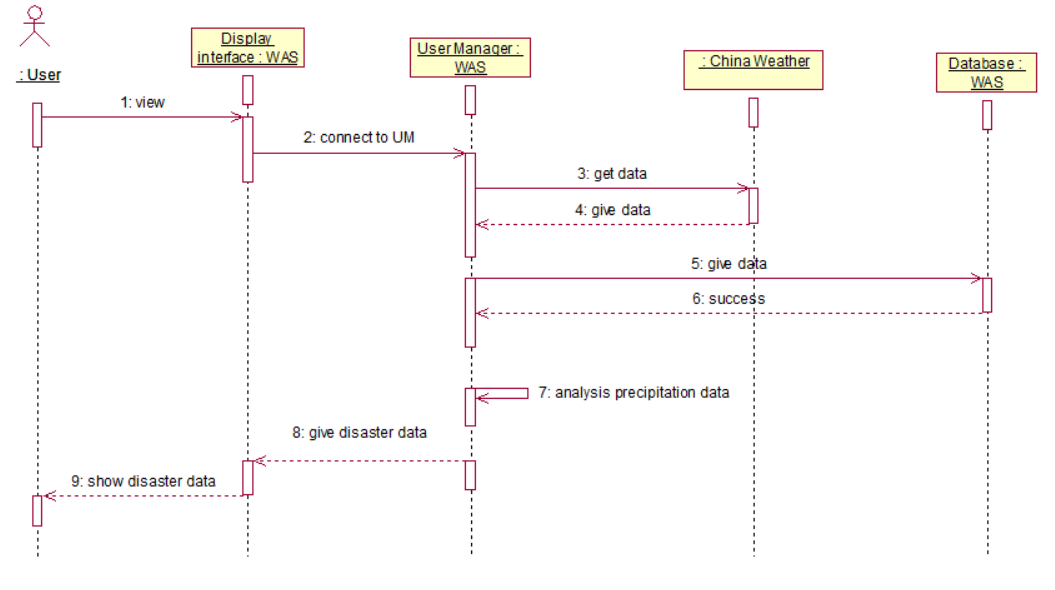 : User
Display
interface : WAS
User Manager :
WAS
: China Weather
Database :
WAS
1: view
2: connect to UM
3: get data
4: give data
5: give data
6: success
7: analysis precipitation data
8: give disaster data
9: show disaster data